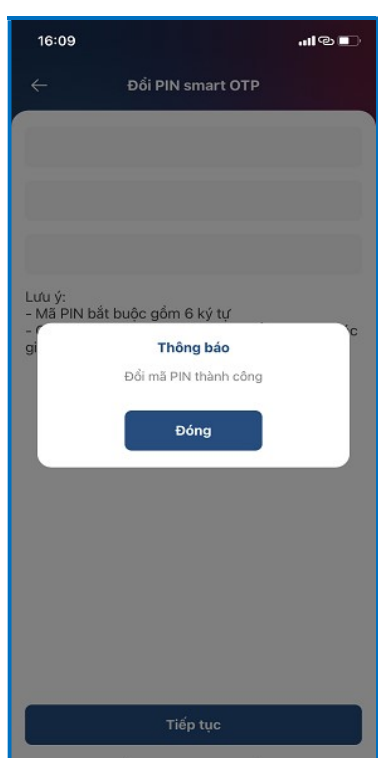 16:09
Đổi PIN smart OTP
Lưu ý:
- Mã PIN bắt buộc gồm 6 ký tự
Thông báo
Đổi mã PIN thành công
Đóng
Tiếp tục